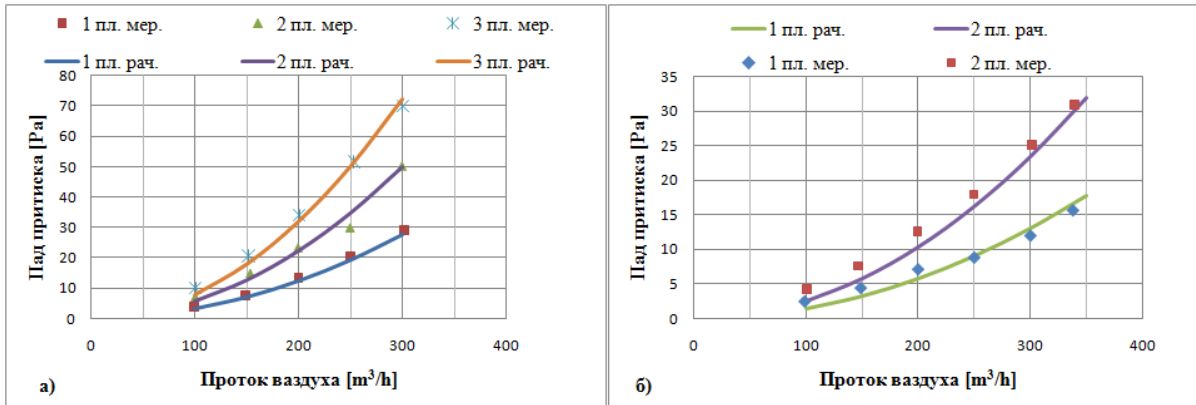 1 пл. мер. 2 пл. мер. 3 пл. мер.
1 пл. рач. 2 пл. рач. 3 пл. рач.
Пад притиска [Pa]
80
70
60
50
40
30
20
10
0
0 100 200 300 400
Проток ваздуха [m³/h]
а)
1 пл. рач. 2 пл. рач.
1 пл. мер. 2 пл. мер.
Пад притиска [Pa]
35
30
25
20
15
10
5
0
0 100 200 300 400
Проток ваздуха [m³/h]
б)